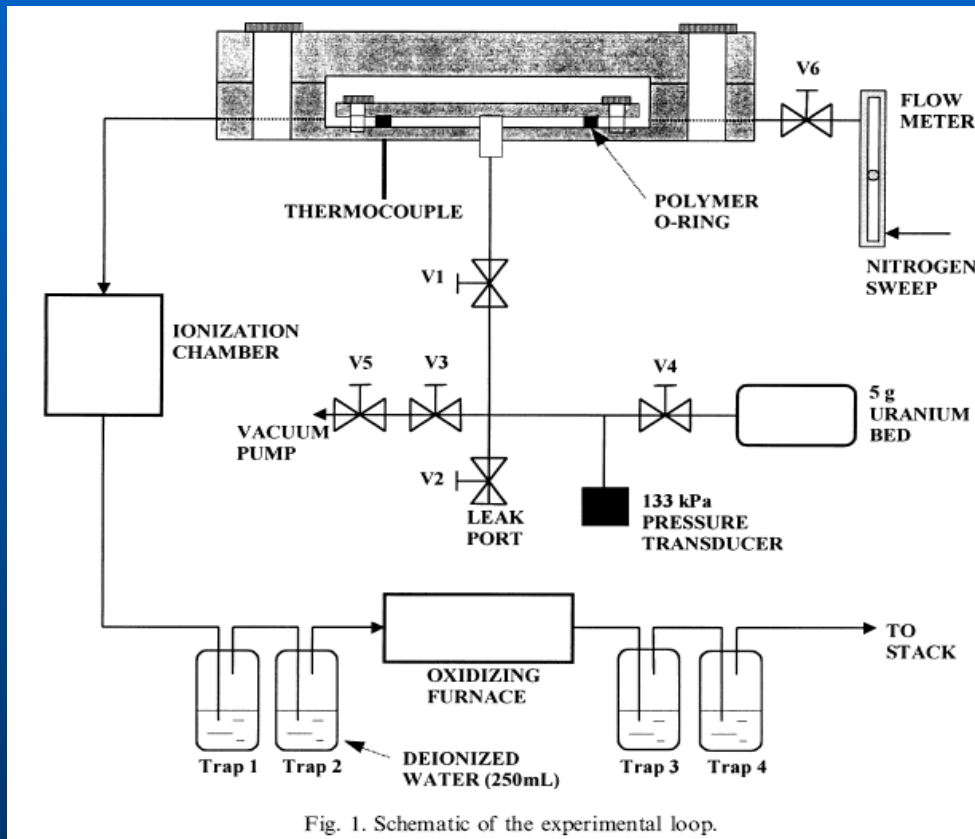 V6
FLOW
METER
THERMOCOUPLE
POLYMER
O-RING
NITROGEN
SWEEP
V1
IONIZATION
CHAMBER
V5
V3
V4
5 g
URANIUM
BED
VACUUM
PUMP
V2
LEAK
PORT
133 kPa
PRESSURE
TRANSDUCER
TO
STACK
OXIDIZING
FURNACE
Trap 1
Trap 2
Trap 3
Trap 4
DEIONIZED
WATER (250mL)
Fig. 1. Schematic of the experimental loop.